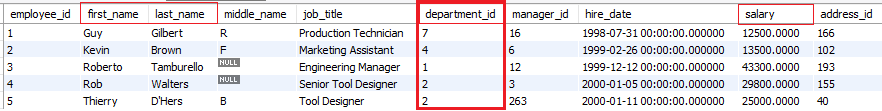 employee_id first_name last_name middle_name job_title department_id manager_id hire_date salary address_id
1 Guy Gilbert R Production Technician 7 16 1998-07-31 00:00:00.000000 12500.0000 166
2 Kevin Brown F Marketing Assistant 4 6 1999-02-26 00:00:00.000000 13500.0000 102
3 Roberto Tamburello NULL Engineering Manager 1 12 1999-12-12 00:00:00.000000 43300.0000 193
4 Rob Walters NULL Senior Tool Designer 2 3 2000-01-05 00:00:00.000000 29800.0000 155
5 Thierry D'Hers B Tool Designer 2 263 2000-01-11 00:00:00.000000 25000.0000 40